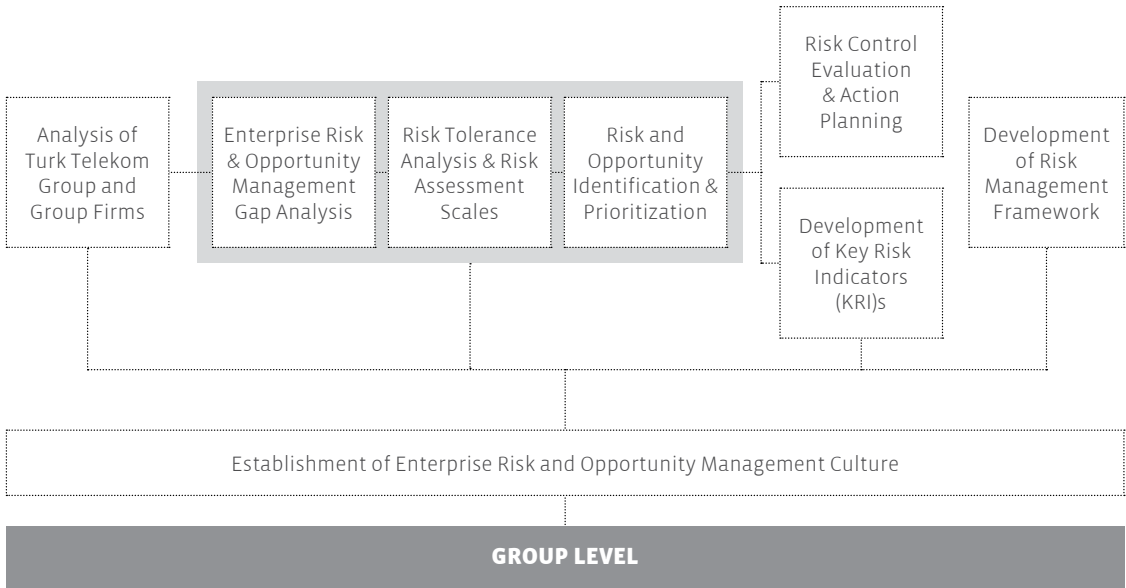 Analysis of
Turk Telekom
Group and
Group Firms
Enterprise Risk
& Opportunity
Management
Gap Analysis
Risk Tolerance
Analysis & Risk
Assessment
Scales
Risk and
Opportunity
Identification &
Prioritization
Risk Control
Evaluation
& Action
Planning
Development
of Key Risk
Indicators
(KRI)s
Development
of Risk
Management
Framework
Establishment of Enterprise Risk and Opportunity Management Culture
GROUP LEVEL